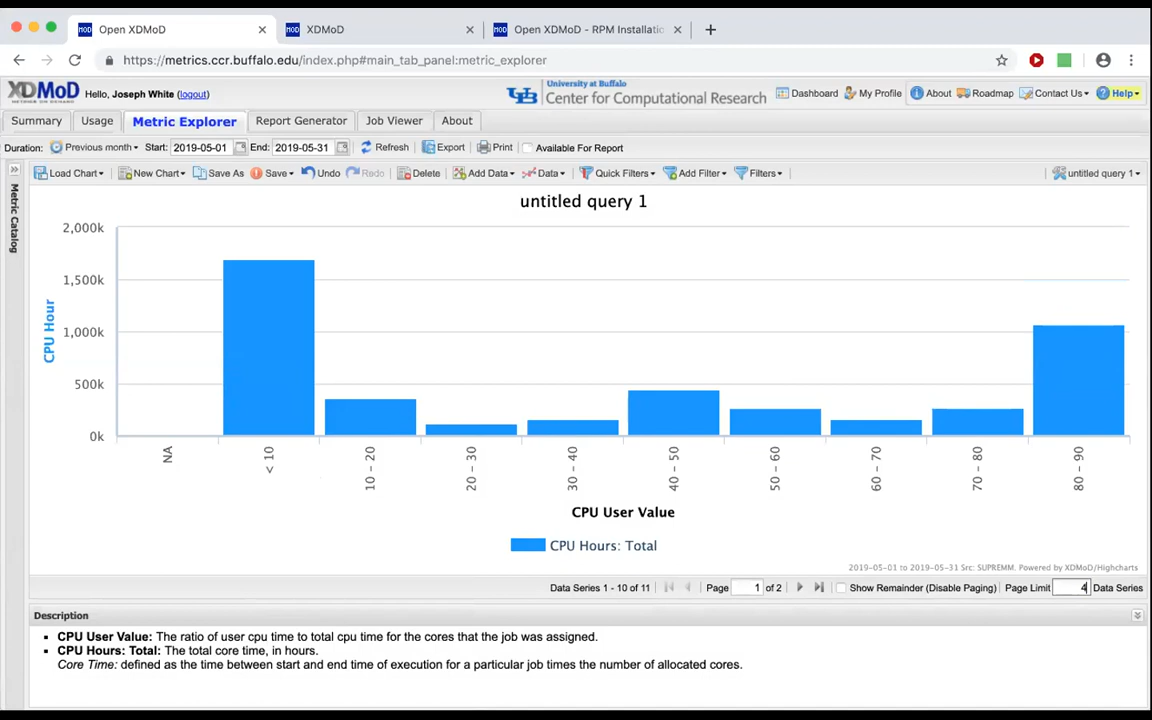 Open XDMoD
XDMoD
Open XDMoD - RPM Installatio
https://metrics.ccr.buffalo.edu/index.php#main_tab_panel:metric_explorer
XDMoD Hello, Joseph White (logout)
METRICS ON DEMAND
University at Buffalo
Center for Computational Research
Dashboard My Profile About Roadmap Contact Us Help
Summary Usage Metric Explorer Report Generator Job Viewer About
Duration: Previous month Start: 2019-05-01 End: 2019-05-31 Refresh Export Print Available For Report
Load Chart New Chart Save As Save Undo Redo Delete Add Data Data Quick Filters Add Filter Filters untitled query 1
Metric Catalog
untitled query 1
CPU Hour
2,000k
1,500k
1,000k
500k
0k
NA < 10 10 - 20 20 - 30 30 - 40 40 - 50 50 - 60 60 - 70 70 - 80 80 - 90
CPU User Value
CPU Hours: Total
2019-05-01 to 2019-05-31 Src: SUPREMM. Powered by XDMoD/Highcharts
Data Series 1 - 10 of 11 Page 1 of 2 Show Remainder (Disable Paging) Page Limit 4 Data Series
Description
CPU User Value: The ratio of user cpu time to total cpu time for the cores that the job was assigned.
CPU Hours: Total: The total core time, in hours.
Core Time: defined as the time between start and end time of execution for a particular job times the number of allocated cores.